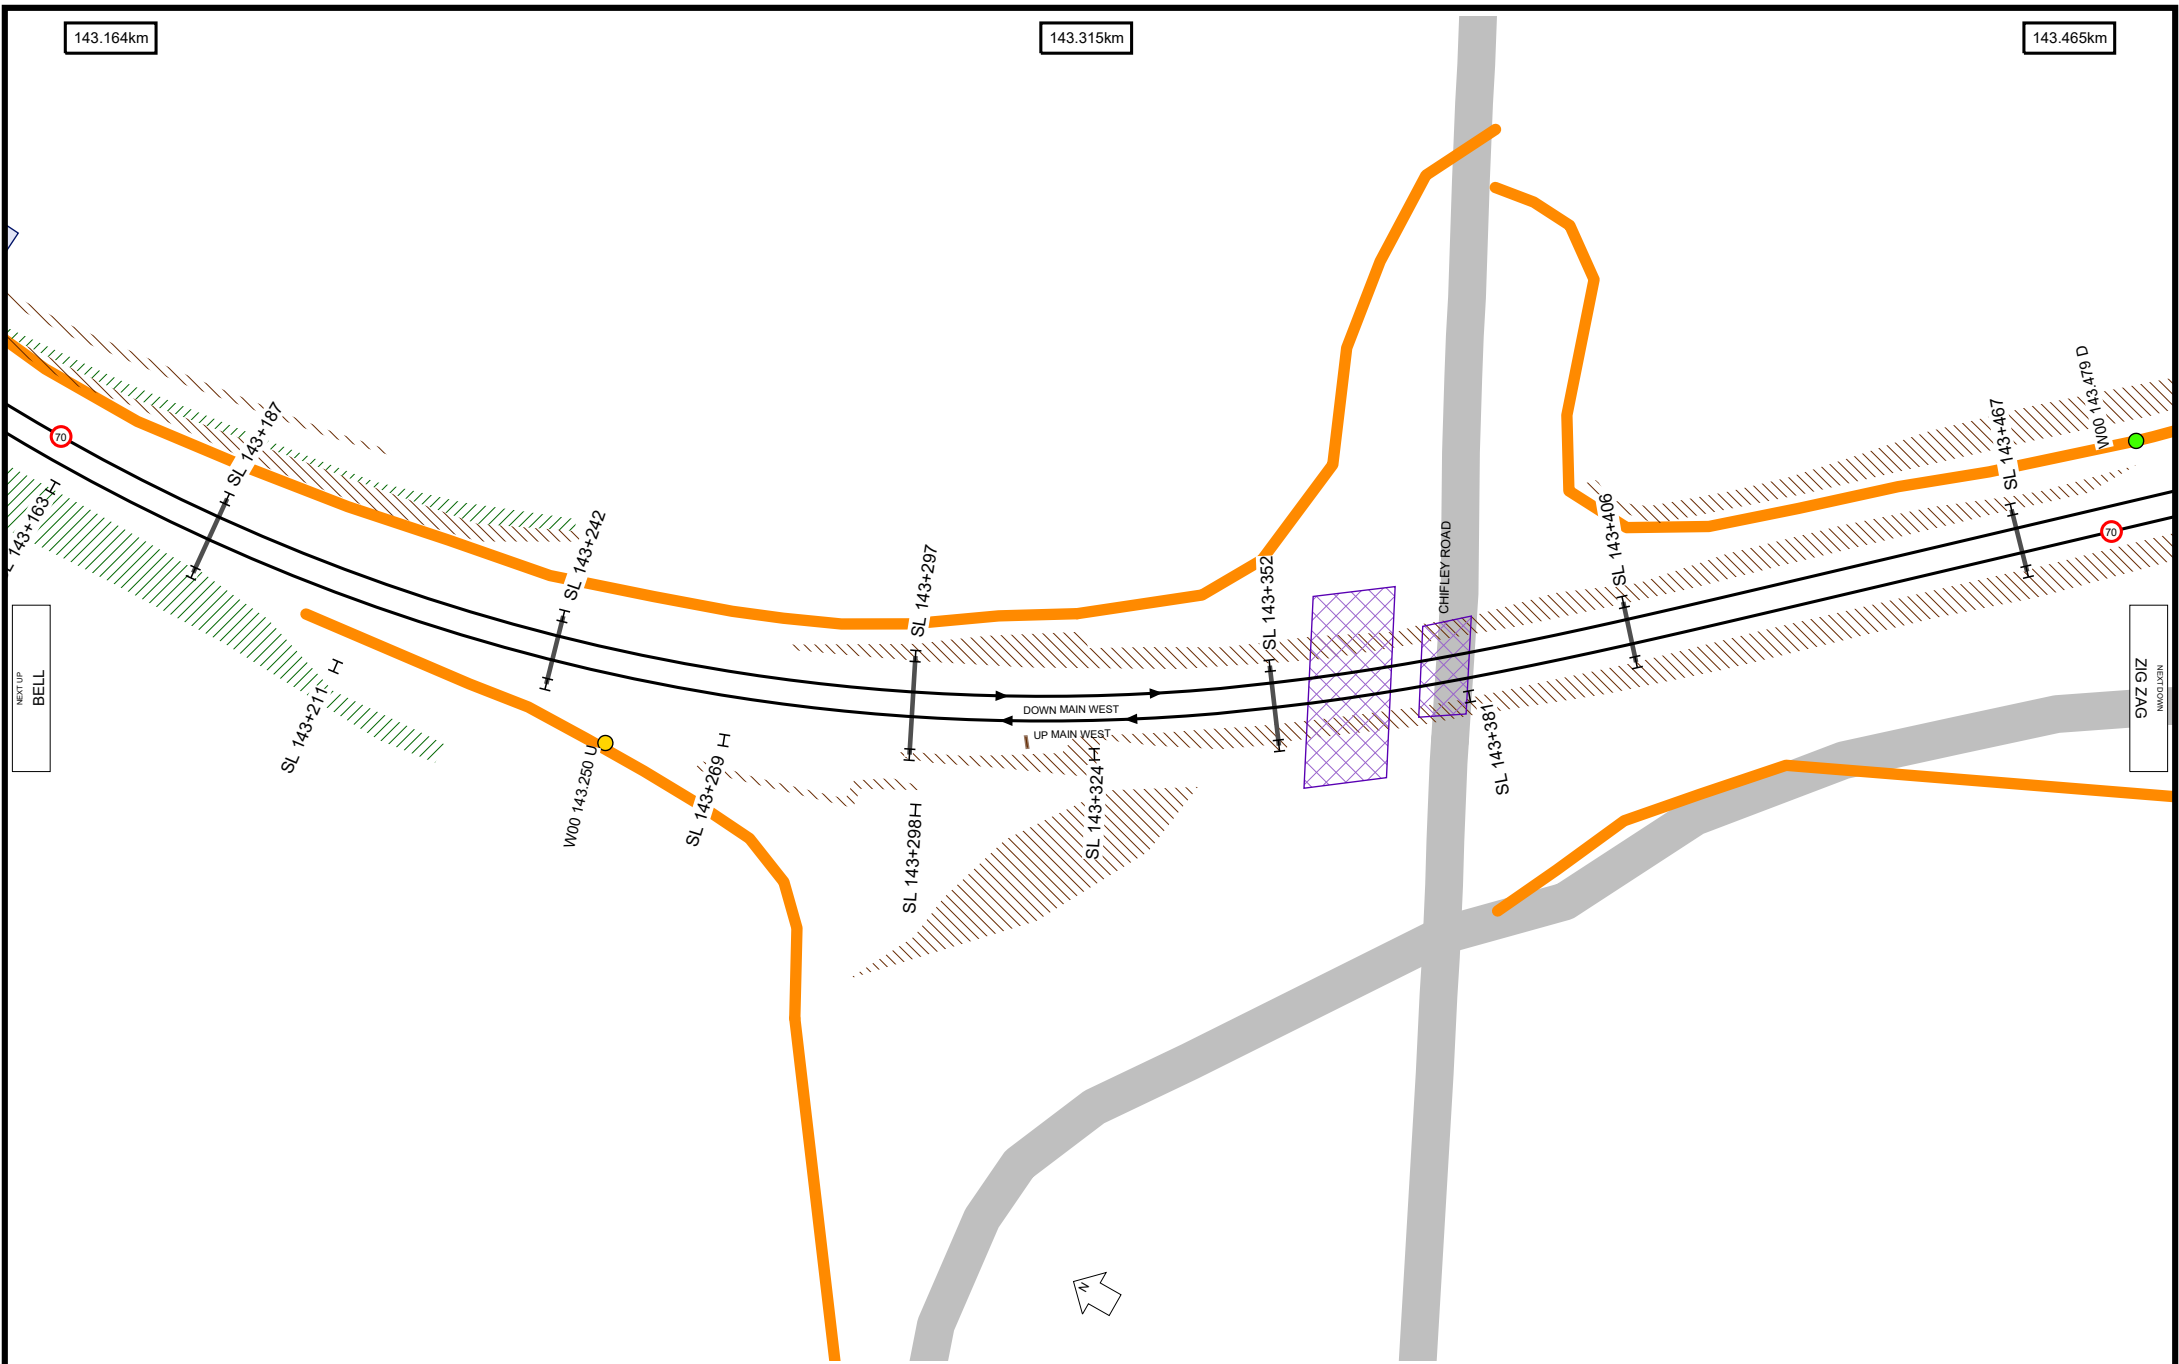 143.164km
143.315km
143.465km
70
SL 143+187
143+163
SL 143+211
SL 143+242
W00 143.250 U
SL 143+269
SL 143+297
SL 143+298
SL 143+324
SL 143+352
CHIFLEY ROAD
SL 143+381
SL 143+406
SL 143+467
W00 143.479 D
70
DOWN MAIN WEST
UP MAIN WEST
NEXT UP
BELL
NEXT DOWN
ZIG ZAG
N